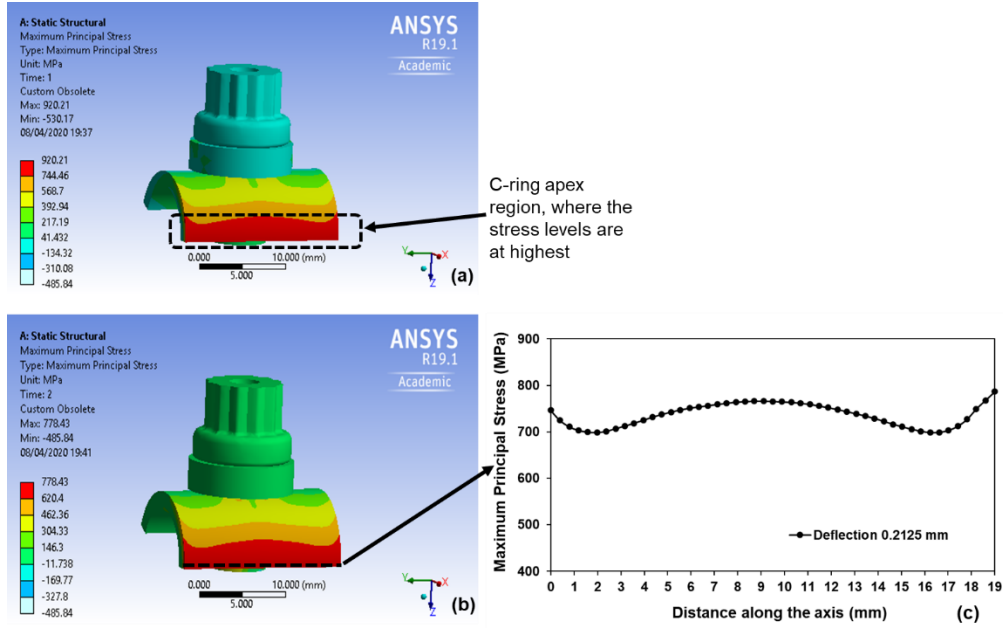 A: Static Structural
Maximum Principal Stress
Type: Maximum Principal Stress
Unit: MPa
Time: 1
Custom Obsolete
Max: 920.21
Min: -530.17
08/04/2020 19:37
920.21
744.46
568.7
392.94
217.19
41.432
-134.32
-310.08
-485.84
ANSYS
R19.1
Academic
0.000
10.000 (mm)
5.000
Y
X
Z
(a)
C-ring apex
region, where the
stress levels are
at highest
A: Static Structural
Maximum Principal Stress
Type: Maximum Principal Stress
Unit: MPa
Time: 2
Custom Obsolete
Max: 778.43
Min: -485.84
08/04/2020 19:41
778.43
620.4
462.36
304.33
146.3
-11.738
-169.77
-327.8
-485.84
ANSYS
R19.1
Academic
0.000
10.000 (mm)
5.000
Y
X
Z
(b)
Maximum Principal Stress (MPa)
900
800
700
600
500
400
Deflection 0.2125 mm
0 1 2 3 4 5 6 7 8 9 10 11 12 13 14 15 16 17 18 19
Distance along the axis (mm)
(c)